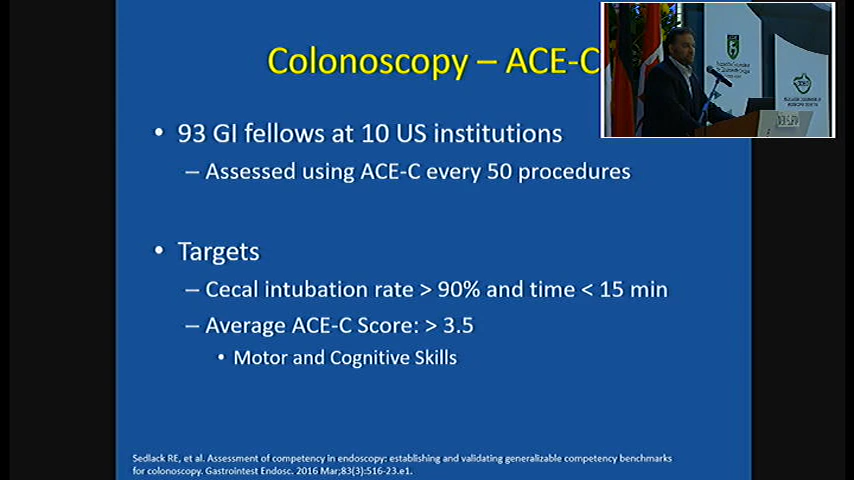 Colonoscopy – ACE-C
• 93 GI fellows at 10 US institutions
– Assessed using ACE-C every 50 procedures
• Targets
– Cecal intubation rate > 90% and time < 15 min
– Average ACE-C Score: > 3.5
• Motor and Cognitive Skills
Sedlack RE, et al. Assessment of competency in endoscopy: establishing and validating generalizable competency benchmarks
for colonoscopy. Gastrointest Endosc. 2016 Mar;83(3):516-23.e1.